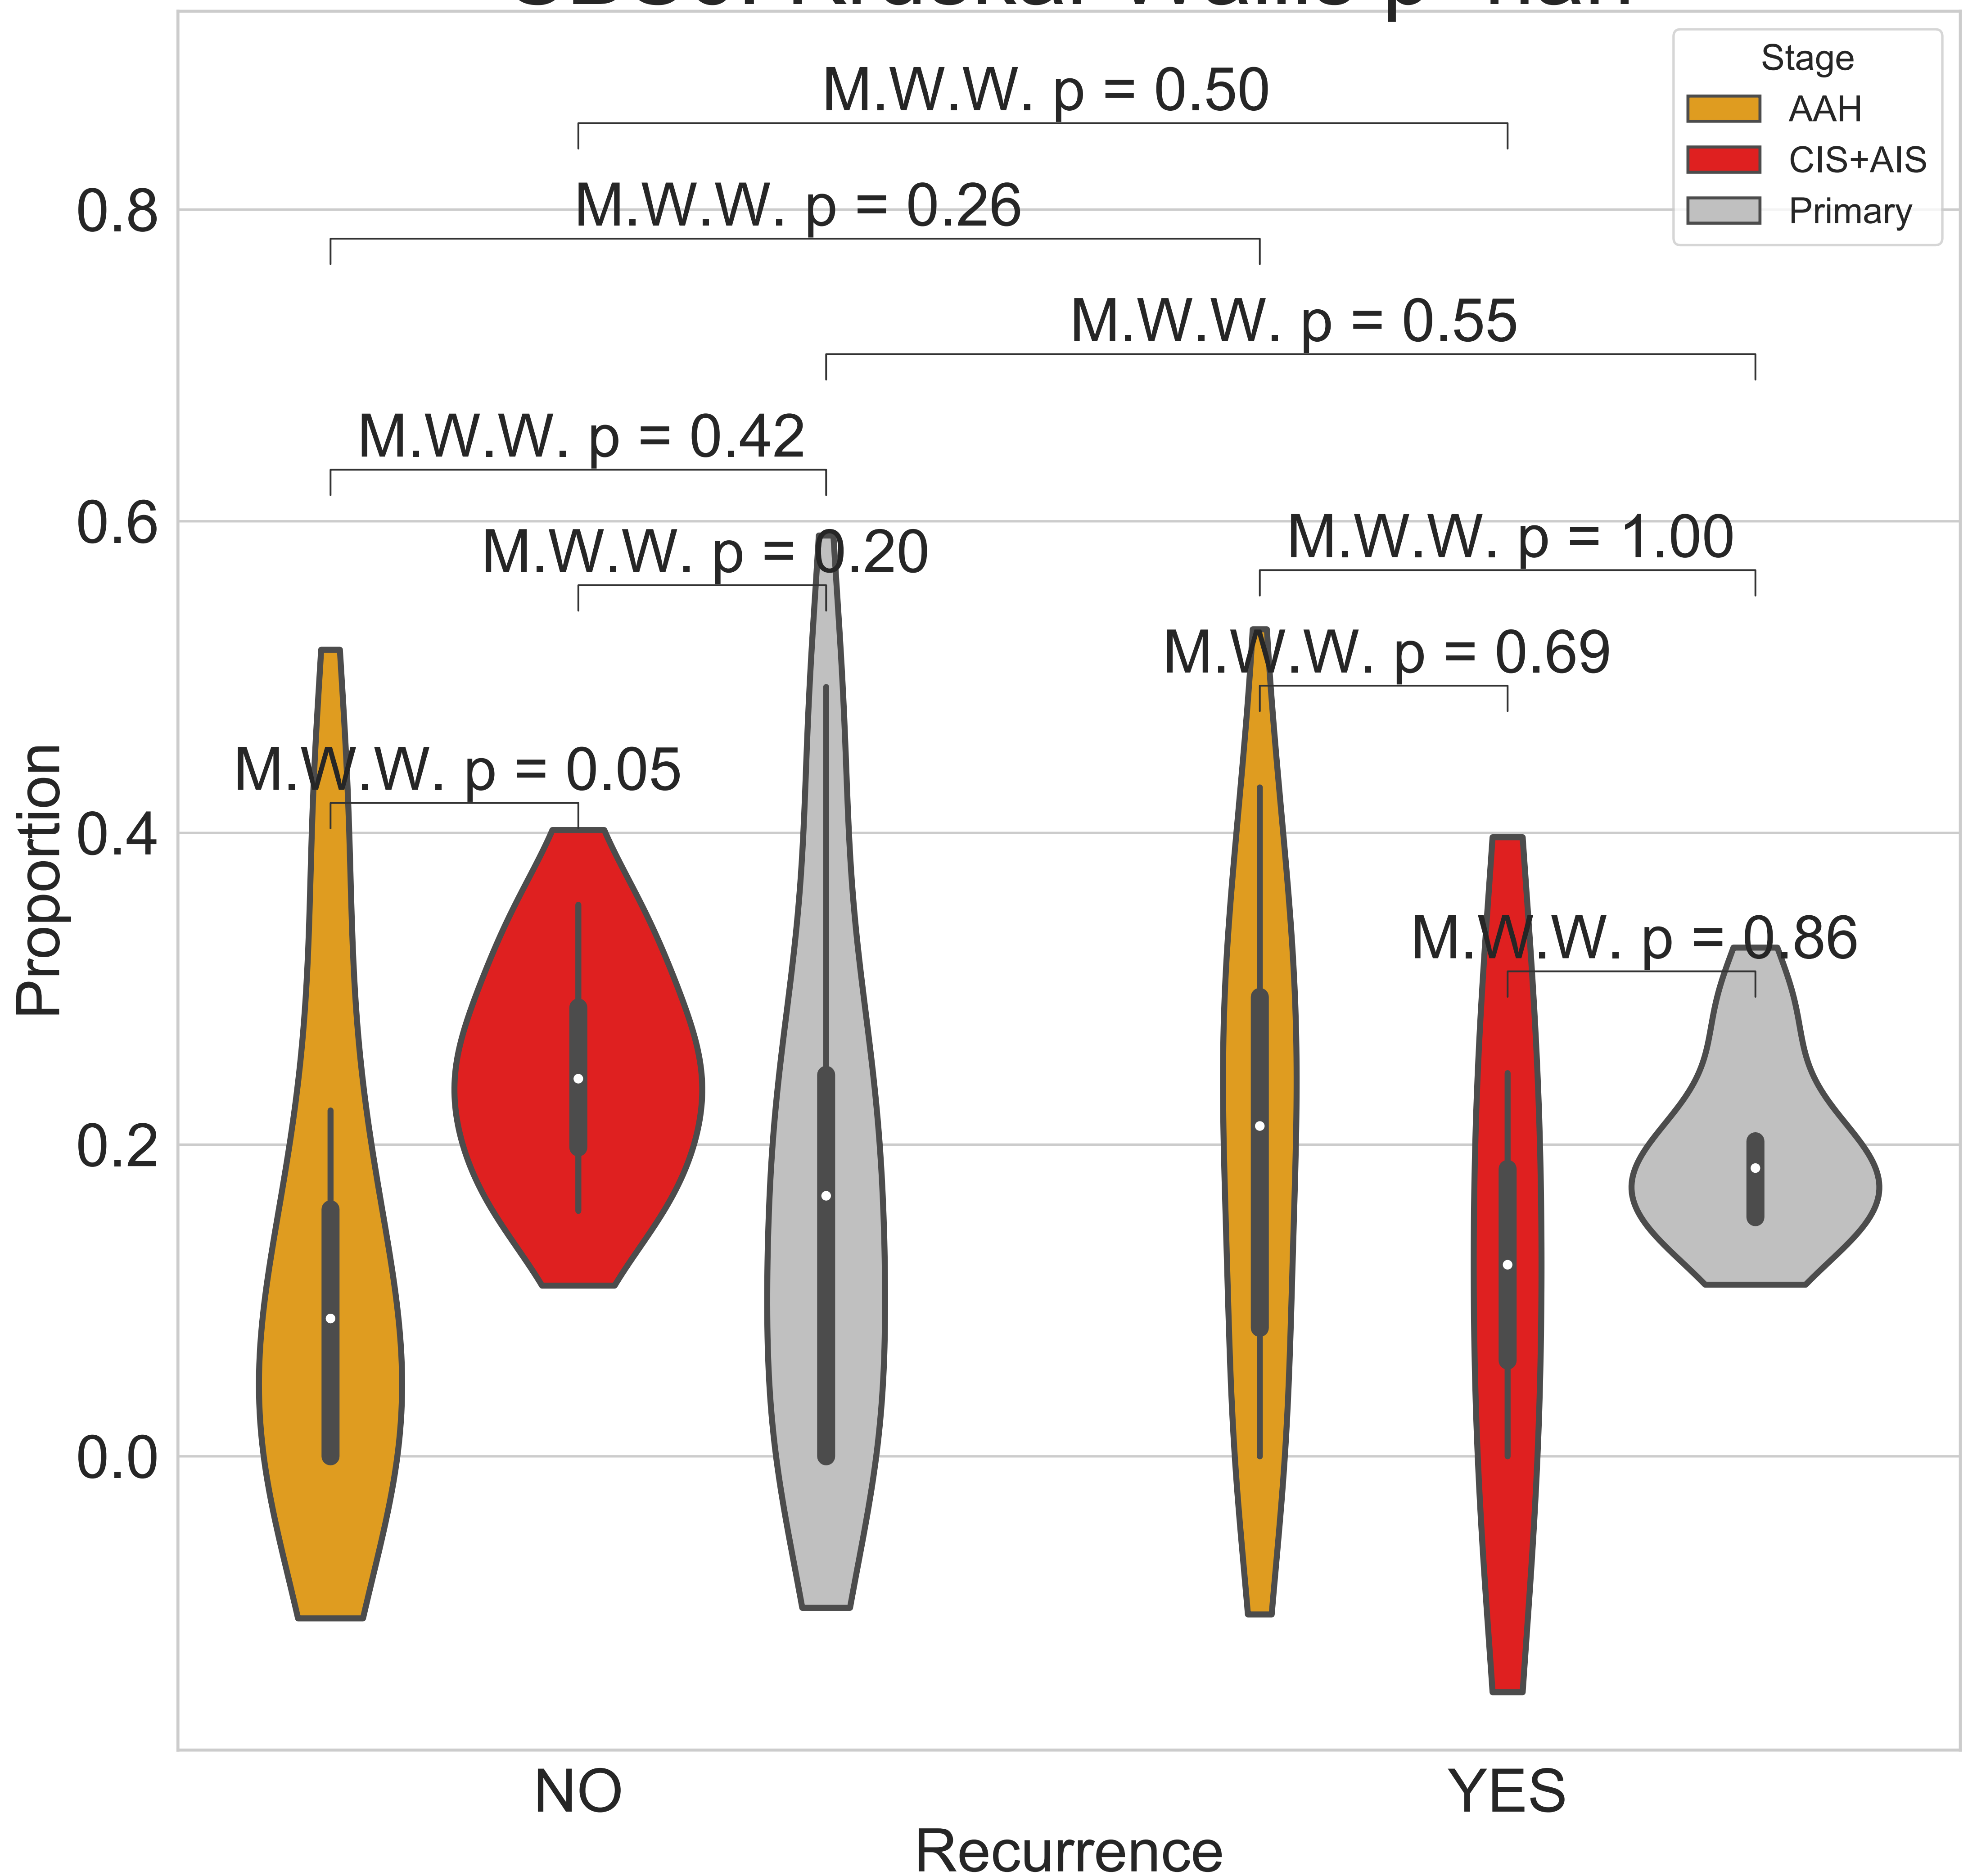 Stage
AAH
CIS+AIS
Primary
M.W.W. p = 0.50
M.W.W. p = 0.26
M.W.W. p = 0.55
M.W.W. p = 0.42
M.W.W. p = 0.20
M.W.W. p = 1.00
M.W.W. p = 0.69
M.W.W. p = 0.05
M.W.W. p = 0.86
Proportion
0.8
0.6
0.4
0.2
0.0
NO
YES
Recurrence